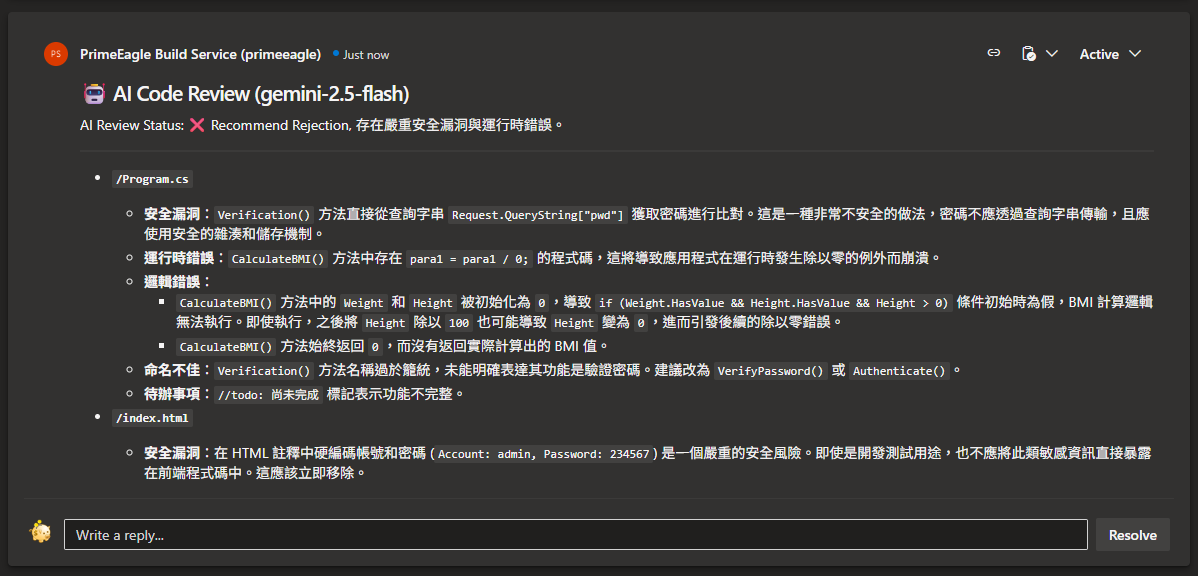 PS
PrimeEagle Build Service (primeeagle)
Just now
Active
AI Code Review (gemini-2.5-flash)
AI Review Status: ❌ Recommend Rejection, 存在嚴重安全漏洞與運行時錯誤。
/Program.cs
安全漏洞：Verification() 方法直接從查詢字串 Request.QueryString["pwd"] 獲取密碼進行比對。這是一種非常不安全的做法，密碼不應透過查詢字串傳輸，且應
使用安全的雜湊和儲存機制。
運行時錯誤：CalculateBMI() 方法中存在 para1 = para1 / 0; 的程式碼，這將導致應用程式在運行時發生除以零的例外而崩潰。
邏輯錯誤：
CalculateBMI() 方法中的 Weight 和 Height 被初始化為 0，導致 if (Weight.HasValue && Height.HasValue && Height > 0) 條件初始時為假，BMI 計算邏輯
無法執行。即使執行，之後將 Height 除以 100 也可能導致 Height 變為 0，進而引發後續的除以零錯誤。
CalculateBMI() 方法始終返回 0，而沒有返回實際計算出的 BMI 值。
命名不佳：Verification() 方法名稱過於籠統，未能明確表達其功能是驗證密碼。建議改為 VerifyPassword() 或 Authenticate()。
待辦事項：//todo: 尚未完成 標記表示功能不完整。
/index.html
安全漏洞：在 HTML 註釋中硬編碼帳號和密碼 (Account: admin, Password: 234567) 是一個嚴重的安全風險。即使是開發測試用途，也不應將此類敏感資訊直接暴露
在前端程式碼中。這應該立即移除。
Write a reply...
Resolve